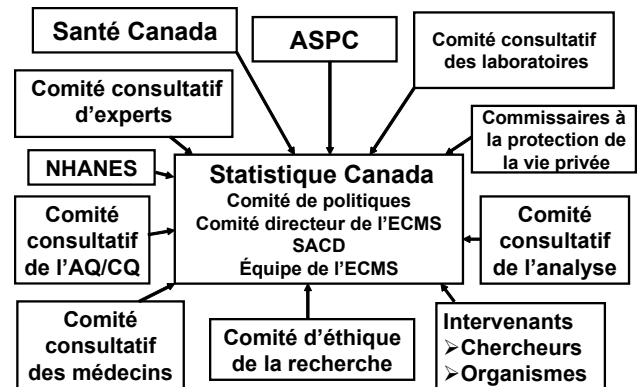 Santé Canada
ASPC
Comité consultatif
des laboratoires
Comité consultatif
d'experts
Commissaires
à la protection de
la vie privée
NHANES
Statistique Canada
Comité de politiques
Comité directeur de l'ECMS
SACD
Équipe de l'ECMS
Comité
consultatif
de l'AQ/CQ
Comité
consultatif
de l'analyse
Comité
consultatif
des médecins
Comité d'éthique
de la recherche
Intervenants
➢Chercheurs
➢Organismes